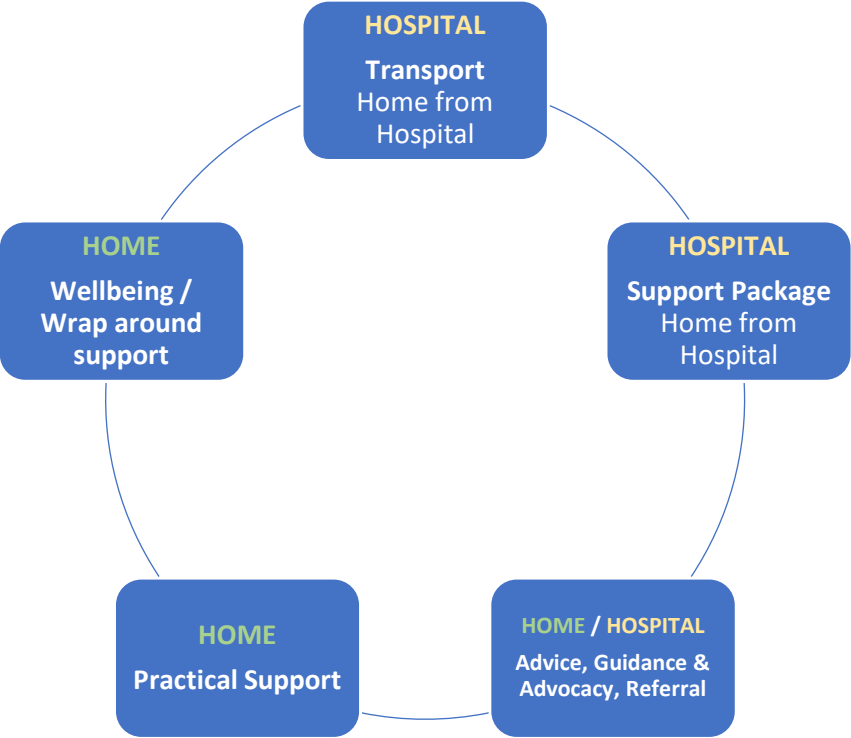 HOSPITAL
Transport
Home from
Hospital
HOSPITAL
Support Package
Home from
Hospital
HOME / HOSPITAL
Advice, Guidance &
Advocacy, Referral
HOME
Practical Support
HOME
Wellbeing /
Wrap around
support